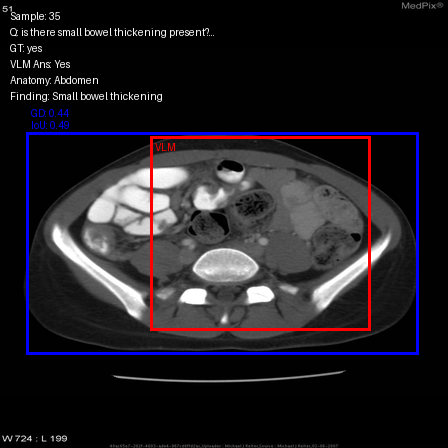 51
MedPix®
Sample: 35
Q: is there small bowel thickening present?...
GT: yes
VLM Ans: Yes
Anatomy: Abdomen
Finding: Small bowel thickening
GD 0.44
IoU: 0.49
VLM
W 724 : L 199